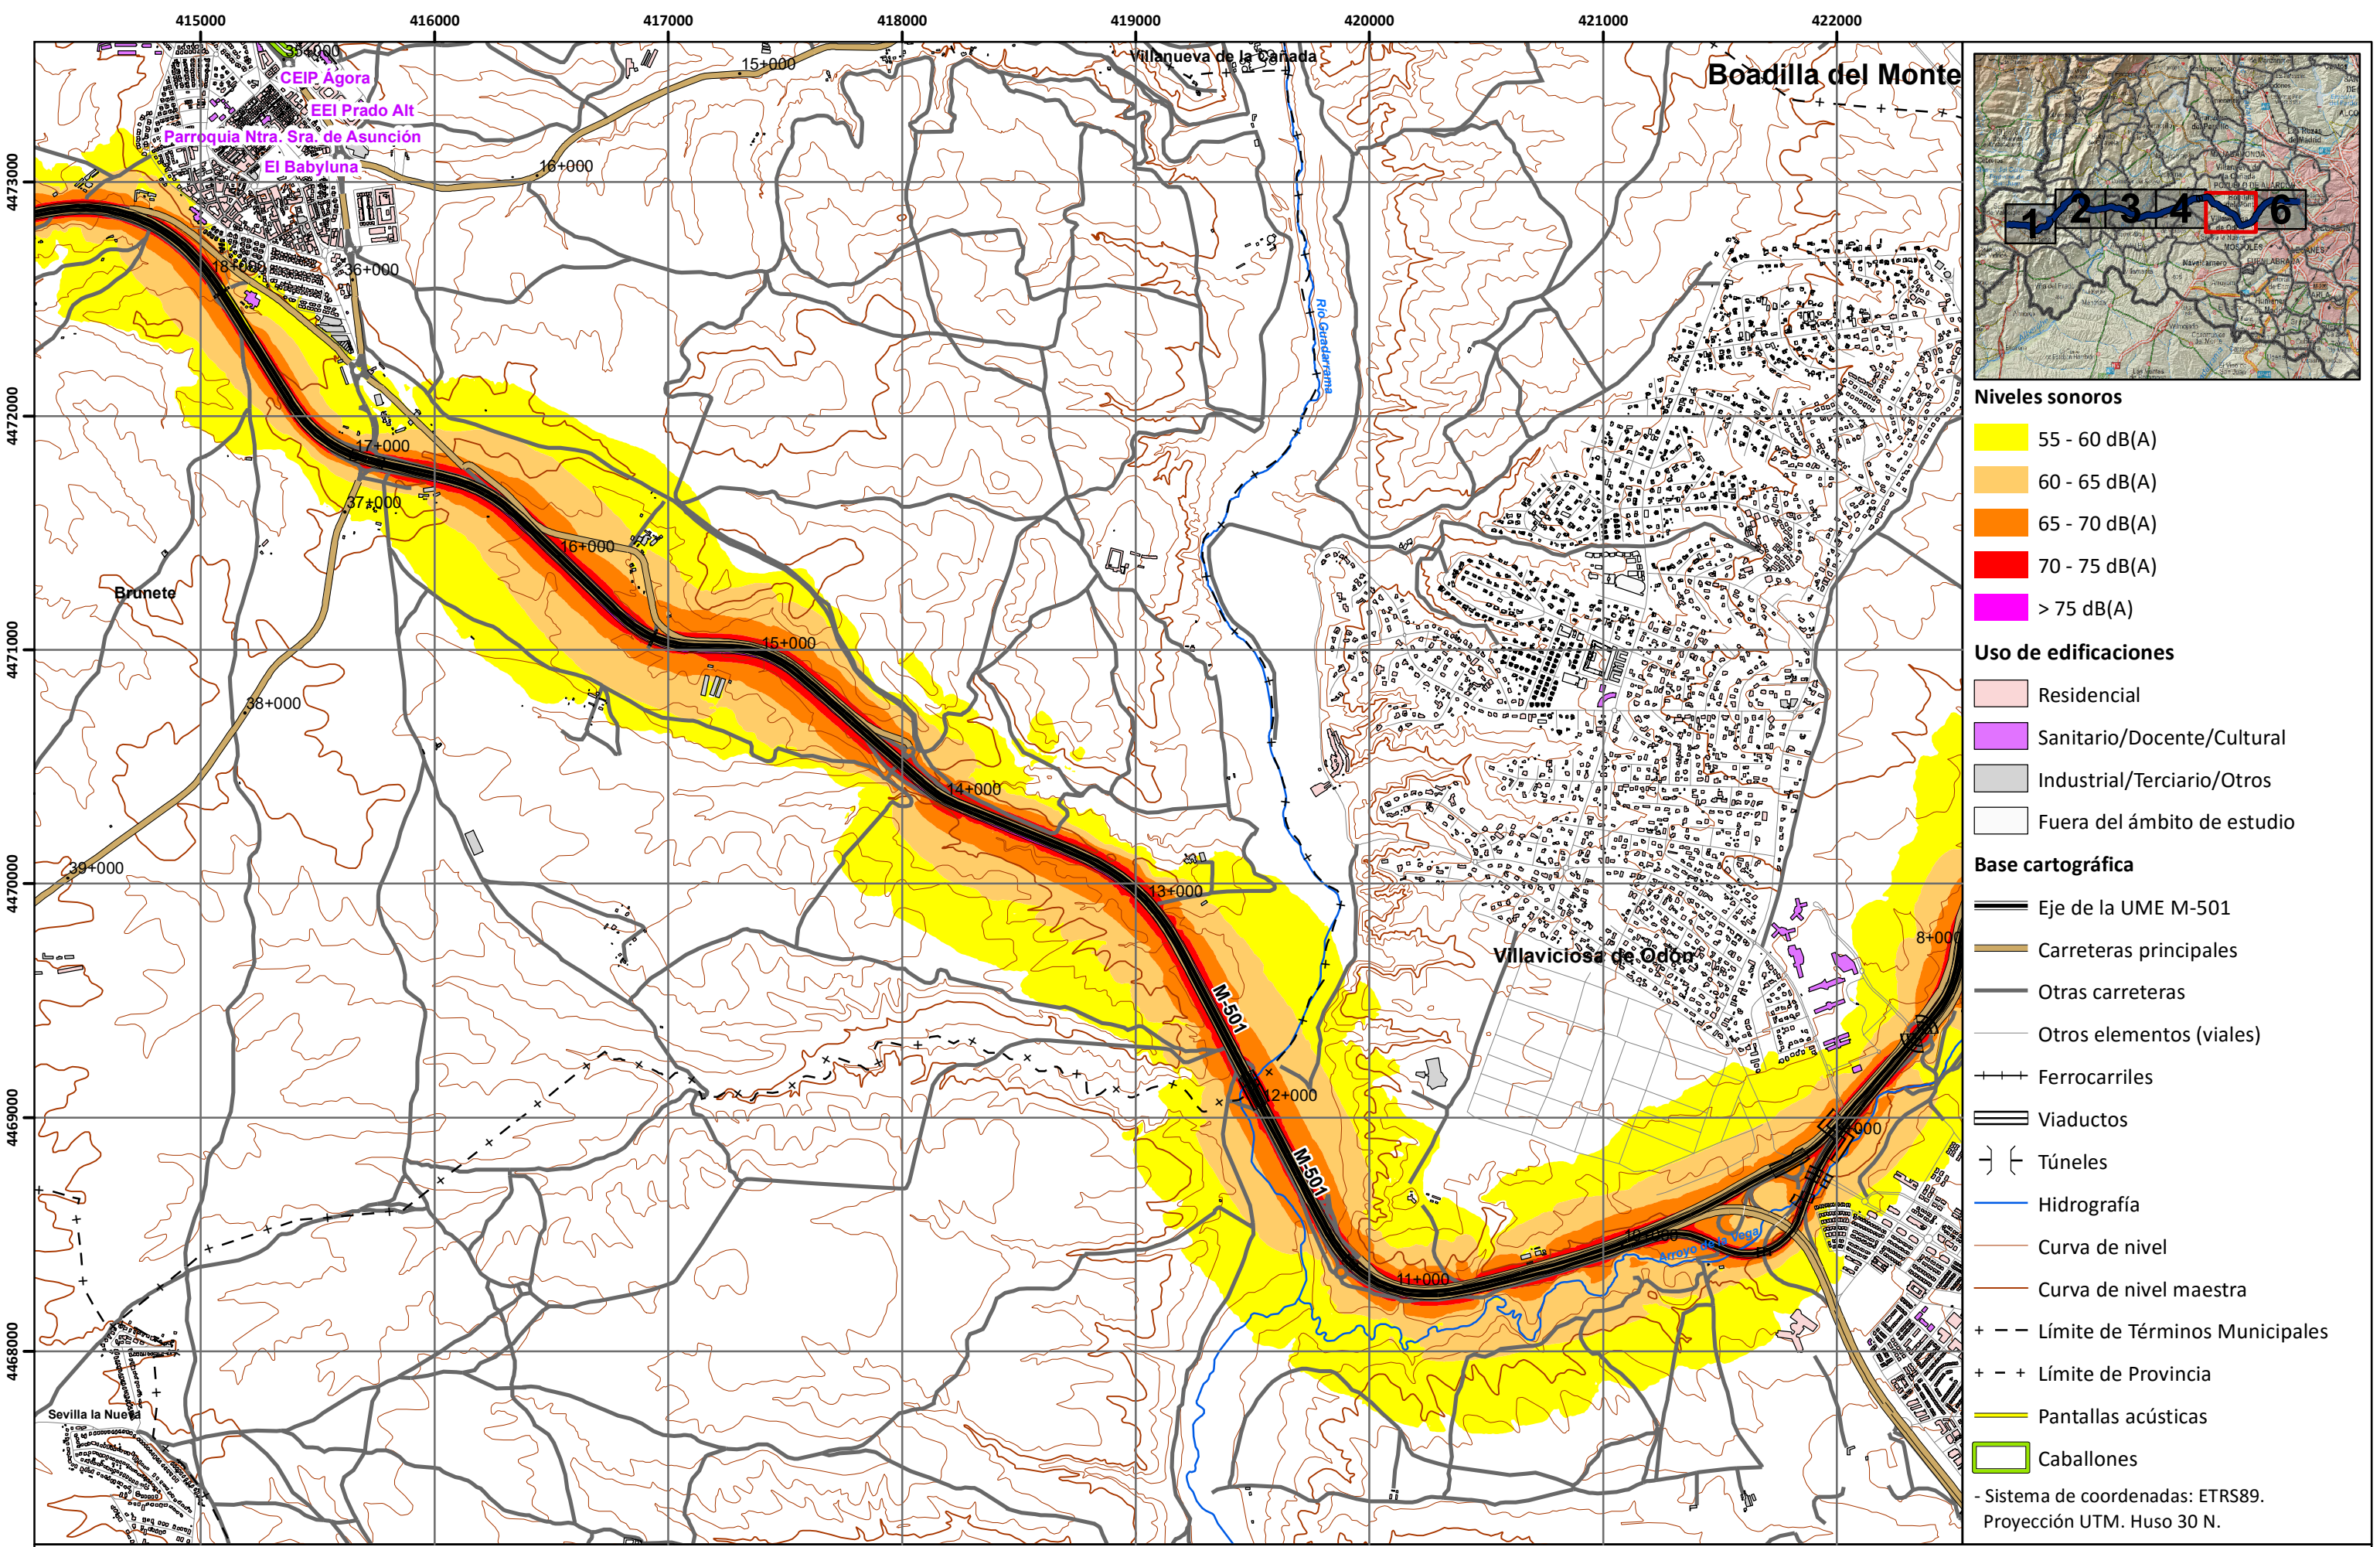 415000
416000
417000
418000
419000
420000
421000
422000
4473000
4472000
4471000
4470000
4469000
4468000
35+000
CEIP Ágora
EEI Prado Alt
Parroquia Ntra. Sra. de Asunción
El Babyluna
15+000
16+000
Villanueva de la Cañada
Boadilla del Monte
18+000
36+000
Río Guadarrama
17+000
37+000
16+000
Brunete
15+000
38+000
14+000
39+000
13+000
Villaviciosa de Odón
8+000
M-501
12+000
M-501
10+000
Arroyo de la Vega
11+000
Sevilla la Nueva
1
2
3
4
6
Niveles sonoros
55 - 60 dB(A)
60 - 65 dB(A)
65 - 70 dB(A)
70 - 75 dB(A)
> 75 dB(A)
Uso de edificaciones
Residencial
Sanitario/Docente/Cultural
Industrial/Terciario/Otros
Fuera del ámbito de estudio
Base cartográfica
Eje de la UME M-501
Carreteras principales
Otras carreteras
Otros elementos (viales)
Ferrocarriles
Viaductos
Túneles
Hidrografía
Curva de nivel
Curva de nivel maestra
Límite de Términos Municipales
Límite de Provincia
Pantallas acústicas
Caballones
- Sistema de coordenadas: ETRS89.
Proyección UTM. Huso 30 N.